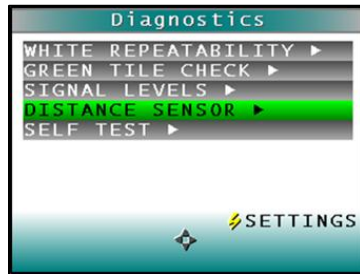 Diagnostics
WHITE REPEATABILITY ►
GREEN TILE CHECK ►
SIGNAL LEVELS ►
DISTANCE SENSOR ►
SELF TEST ►
⚡SETTINGS